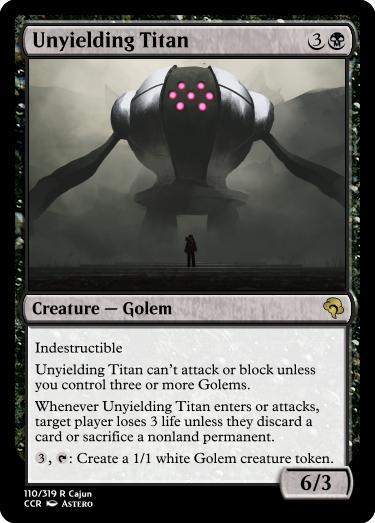 Unyielding Titan 3
Creature — Golem
Indestructible
Unyielding Titan can't attack or block unless
you control three or more Golems.
Whenever Unyielding Titan enters or attacks,
target player loses 3 life unless they discard a
card or sacrifice a nonland permanent.
3, T: Create a 1/1 white Golem creature token.
6/3
110/319 R Cajun
CCR ASTERO